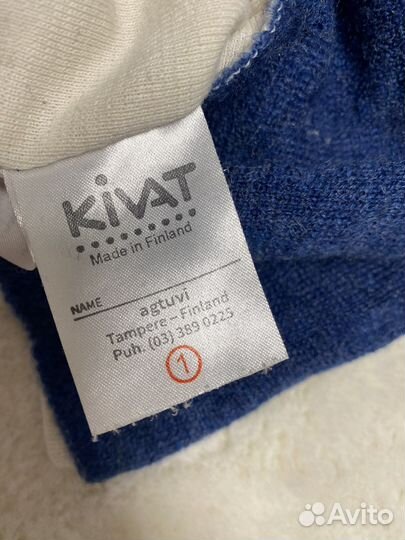 KiVAT
Made in Finland
NAME
agtuvi
Tampere – Finland
Puh. (03) 389 0225
1
Avito